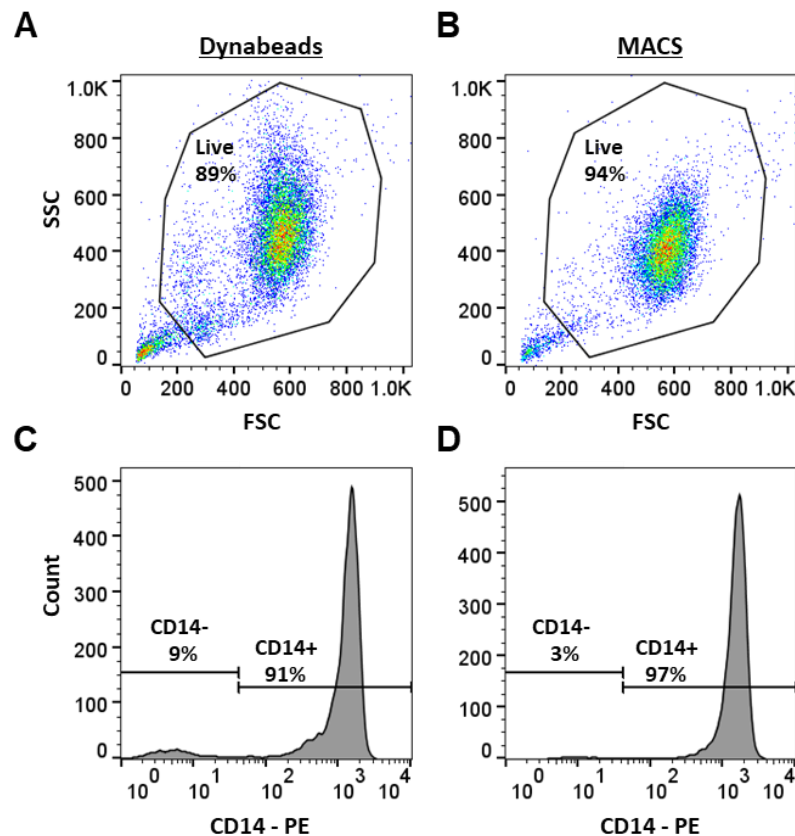 A
Dynabeads
B
MACS
1.0K
800
600
400
200
0
SSC
Live
89%
0 200 400 600 800 1.0K
FSC
1.0K
800
600
400
200
0
Live
94%
0 200 400 600 800 1.0K
FSC
C
D
500
400
300
200
100
0
Count
CD14-
9%
CD14+
91%
10 0 10 1 10 2 10 3 10 4
CD14 - PE
500
400
300
200
100
0
CD14-
3%
CD14+
97%
10 0 10 1 10 2 10 3 10 4
CD14 - PE